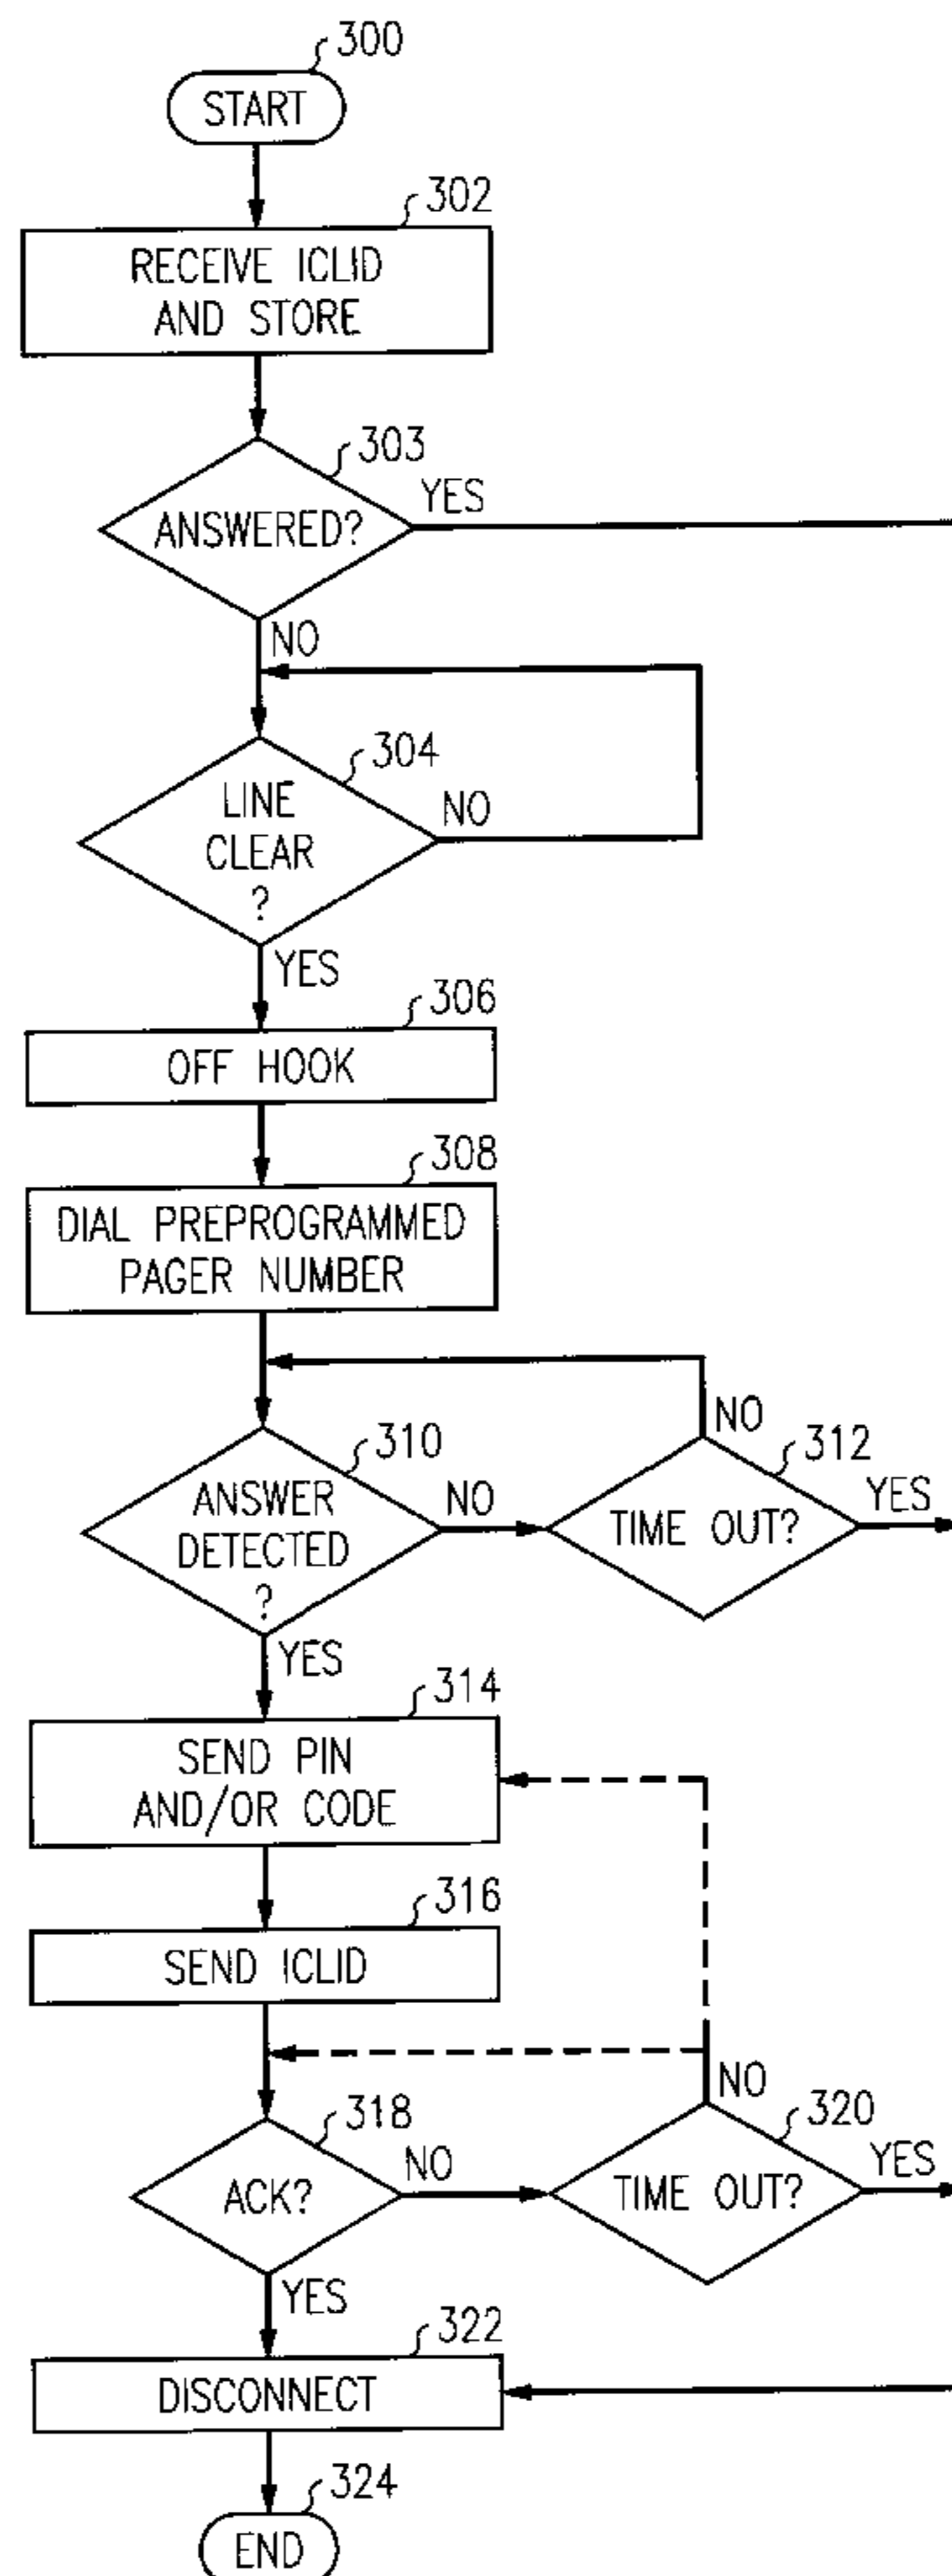 300
START
302
RECEIVE ICLID
AND STORE
303
ANSWERED?
YES
NO
304
LINE
CLEAR
?
NO
YES
306
OFF HOOK
308
DIAL PREPROGRAMMED
PAGER NUMBER
310
ANSWER
DETECTED
?
NO
NO
312
TIME OUT?
YES
YES
314
SEND PIN
AND/OR CODE
316
SEND ICLID
318
ACK?
NO
NO
320
TIME OUT?
YES
YES
322
DISCONNECT
324
END